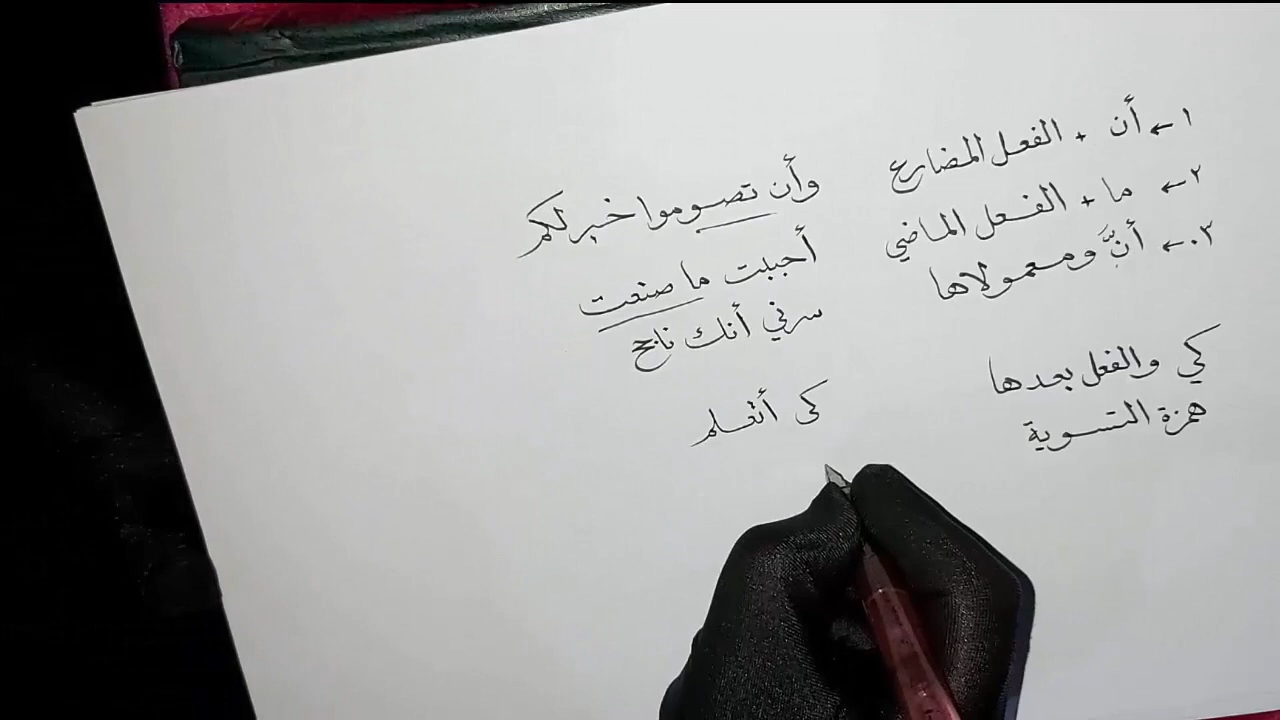 ١ ← أن + الفعل المضارع
وأن تصوموا خير لكم
٢ ← ما + الفعل الماضي
أحببت ما صنعت
٣. ← أنَّ ومعمولاها
سرني أنك ناجح
كي والفعل بعدها
كى أتعلم
همزة التسوية